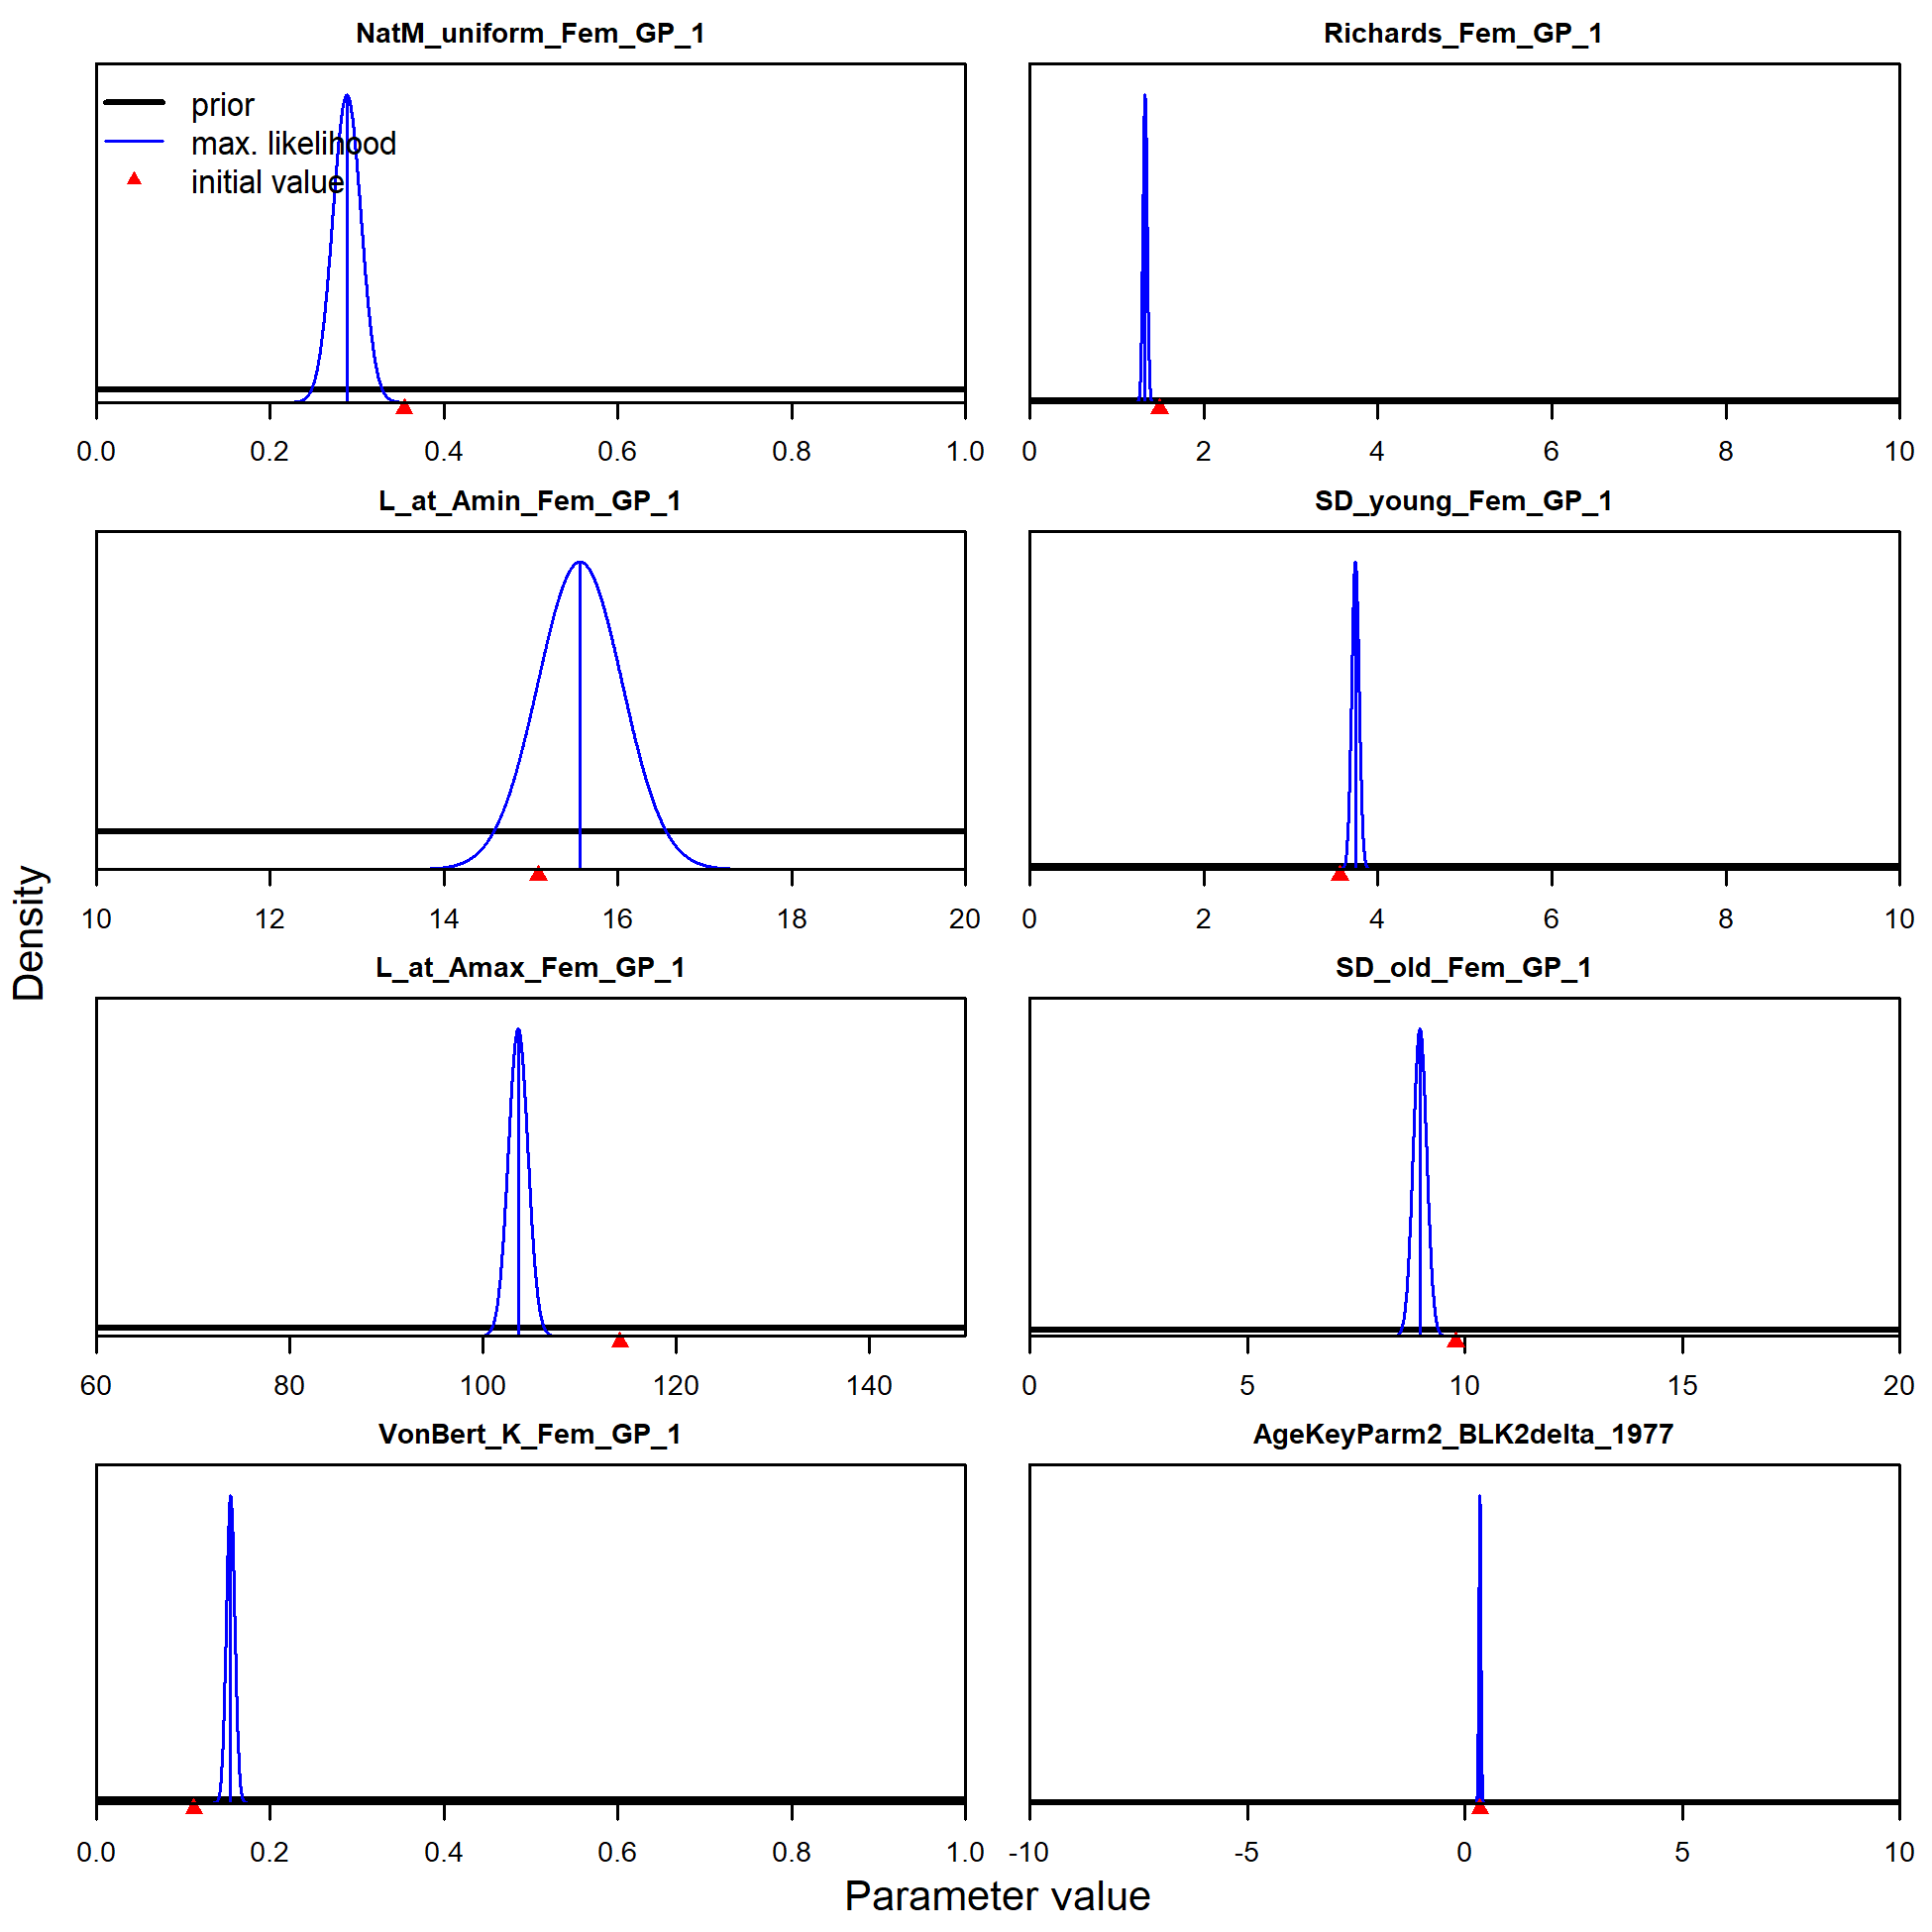 NatM_uniform_Fem_GP_1
prior
max. likelihood
initial value
0.0 0.2 0.4 0.6 0.8 1.0
Richards_Fem_GP_1
0 2 4 6 8 10
L_at_Amin_Fem_GP_1
10 12 14 16 18 20
SD_young_Fem_GP_1
0 2 4 6 8 10
L_at_Amax_Fem_GP_1
60 80 100 120 140
SD_old_Fem_GP_1
0 5 10 15 20
VonBert_K_Fem_GP_1
0.0 0.2 0.4 0.6 0.8 1.0
AgeKeyParm2_BLK2delta_1977
-10 -5 0 5 10
Density
Parameter value